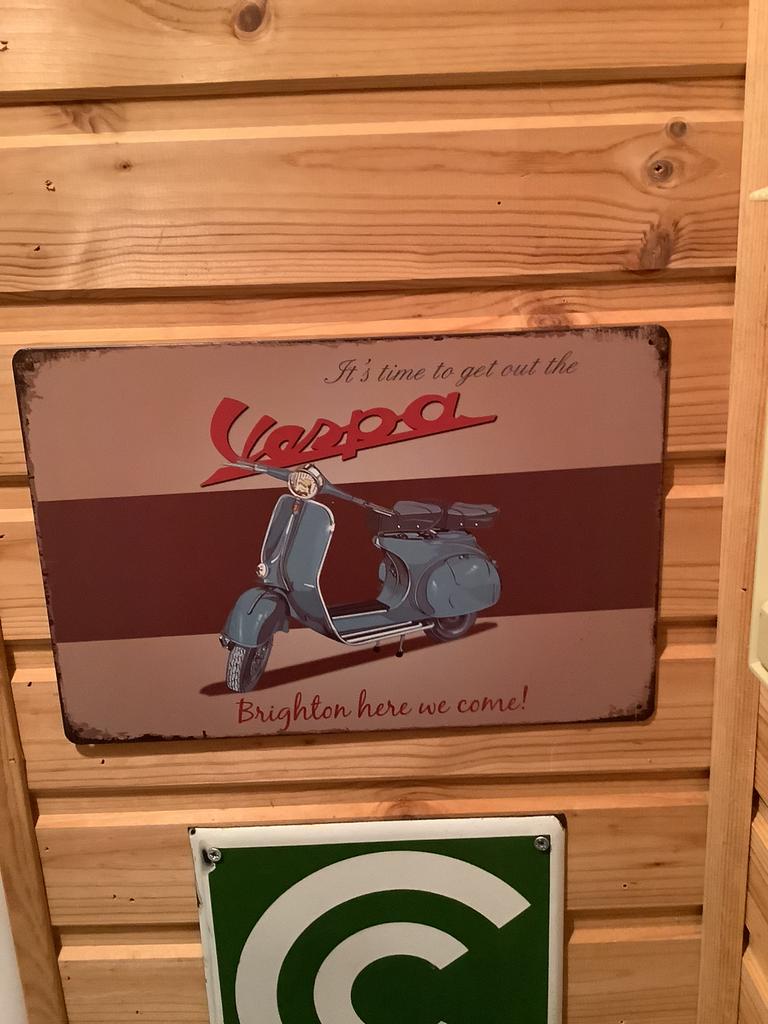 It's time to get out the
Vespa
Brighton here we come!